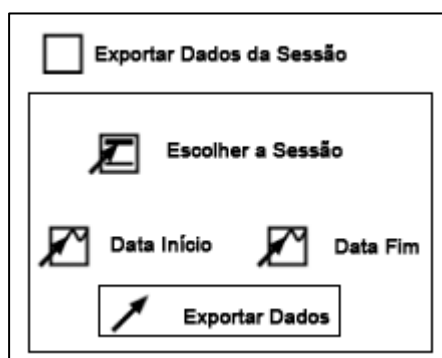 Exportar Dados da Sessão
Escolher a Sessão
Data Início
Data Fim
Exportar Dados